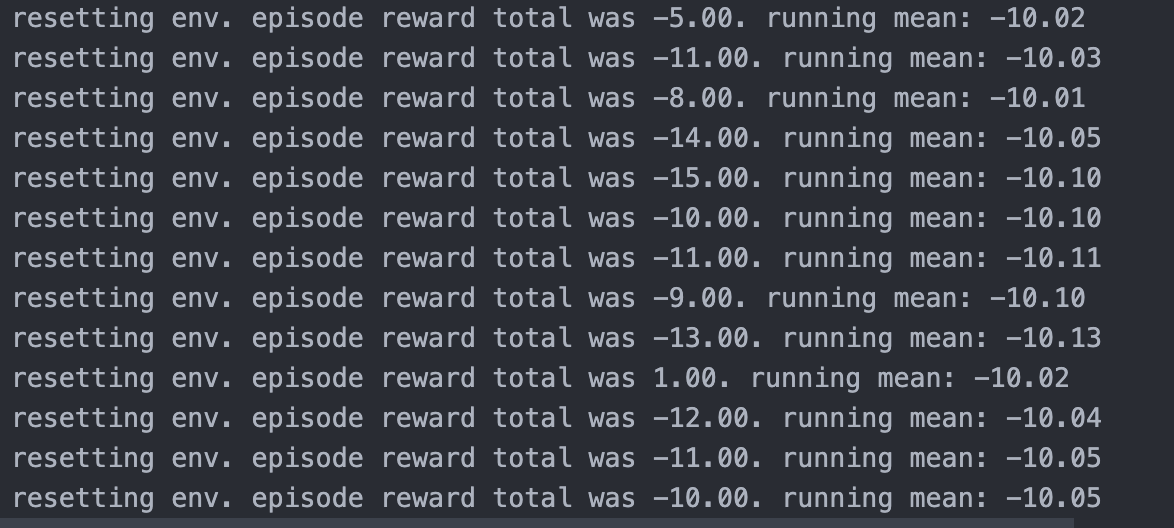 resetting env. episode reward total was -5.00. running mean: -10.02
resetting env. episode reward total was -11.00. running mean: -10.03
resetting env. episode reward total was -8.00. running mean: -10.01
resetting env. episode reward total was -14.00. running mean: -10.05
resetting env. episode reward total was -15.00. running mean: -10.10
resetting env. episode reward total was -10.00. running mean: -10.10
resetting env. episode reward total was -11.00. running mean: -10.11
resetting env. episode reward total was -9.00. running mean: -10.10
resetting env. episode reward total was -13.00. running mean: -10.13
resetting env. episode reward total was 1.00. running mean: -10.02
resetting env. episode reward total was -12.00. running mean: -10.04
resetting env. episode reward total was -11.00. running mean: -10.05
resetting env. episode reward total was -10.00. running mean: -10.05